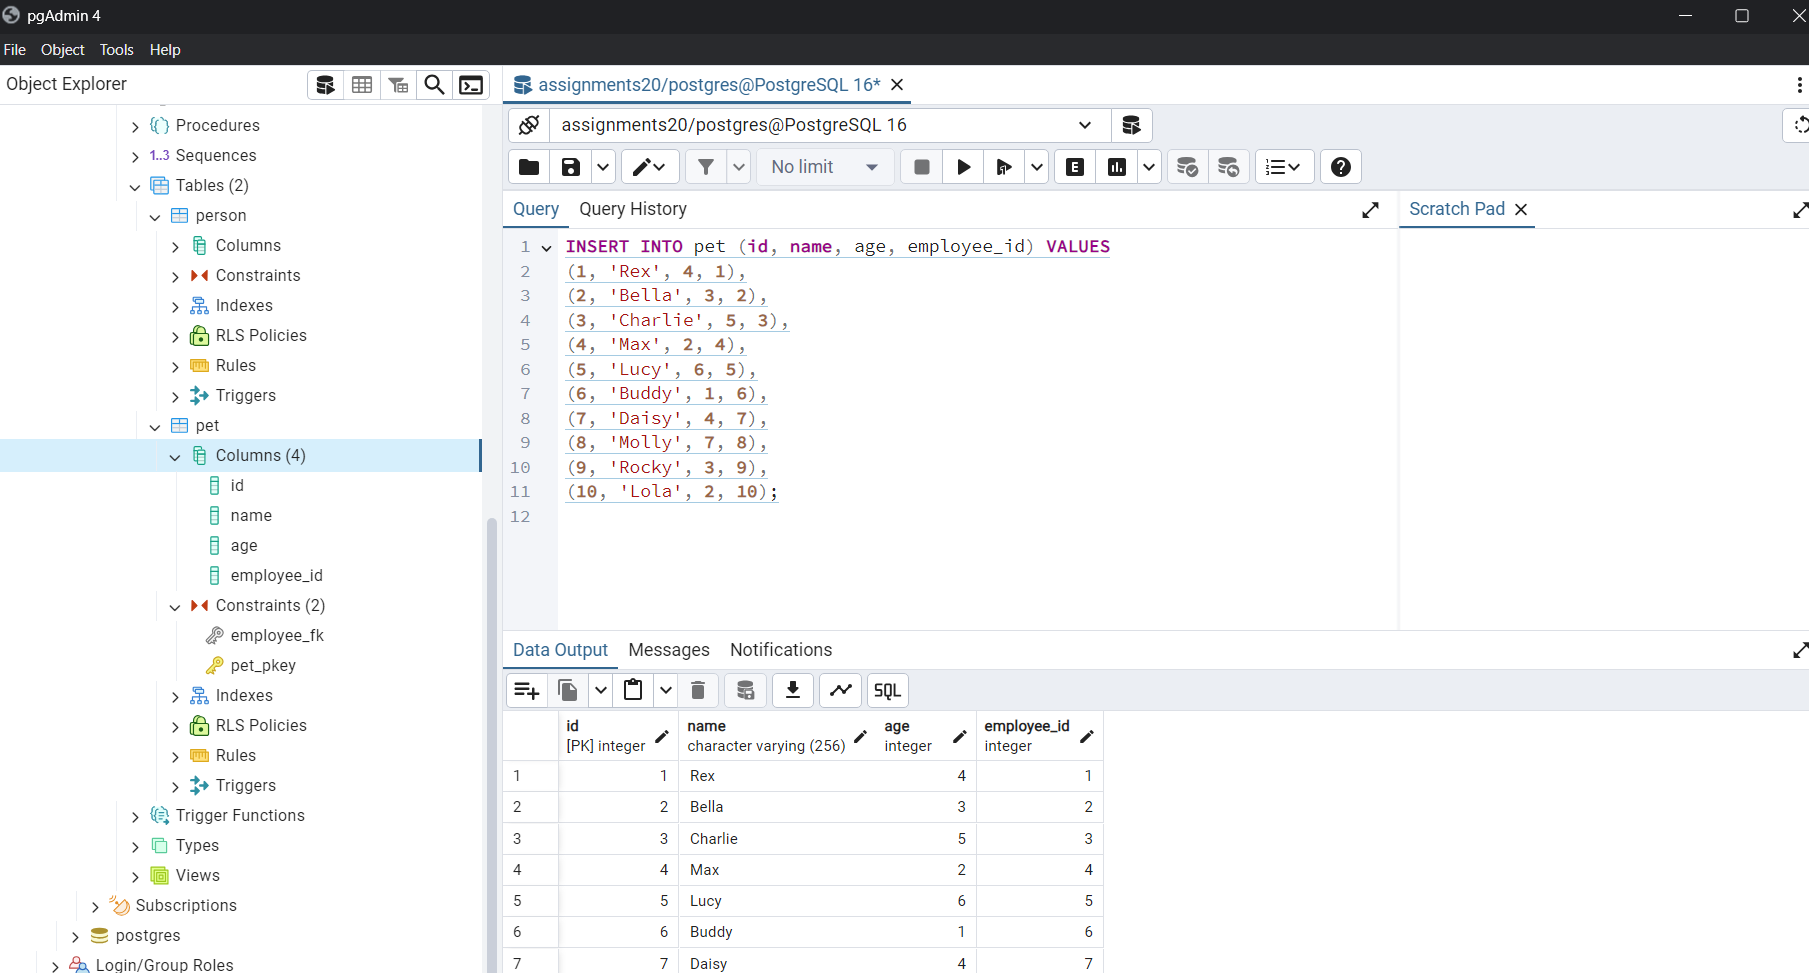 pgAdmin 4
File Object Tools Help
Object Explorer
Procedures
1..3 Sequences
Tables (2)
person
Columns
Constraints
Indexes
RLS Policies
Rules
Triggers
pet
Columns (4)
id
name
age
employee_id
Constraints (2)
employee_fk
pet_pkey
Indexes
RLS Policies
Rules
Triggers
Trigger Functions
Types
Views
Subscriptions
postgres
Login/Group Roles
assignments20/postgres@PostgreSQL 16*
assignments20/postgres@PostgreSQL 16
No limit
E
Query Query History
Scratch Pad
1 INSERT INTO pet (id, name, age, employee_id) VALUES
2 (1, 'Rex', 4, 1),
3 (2, 'Bella', 3, 2),
4 (3, 'Charlie', 5, 3),
5 (4, 'Max', 2, 4),
6 (5, 'Lucy', 6, 5),
7 (6, 'Buddy', 1, 6),
8 (7, 'Daisy', 4, 7),
9 (8, 'Molly', 7, 8),
10 (9, 'Rocky', 3, 9),
11 (10, 'Lola', 2, 10);
12
Data Output Messages Notifications
SQL
id name age employee_id
[PK] integer character varying (256) integer integer
1 1 Rex 4 1
2 2 Bella 3 2
3 3 Charlie 5 3
4 4 Max 2 4
5 5 Lucy 6 5
6 6 Buddy 1 6
7 7 Daisy 4 7